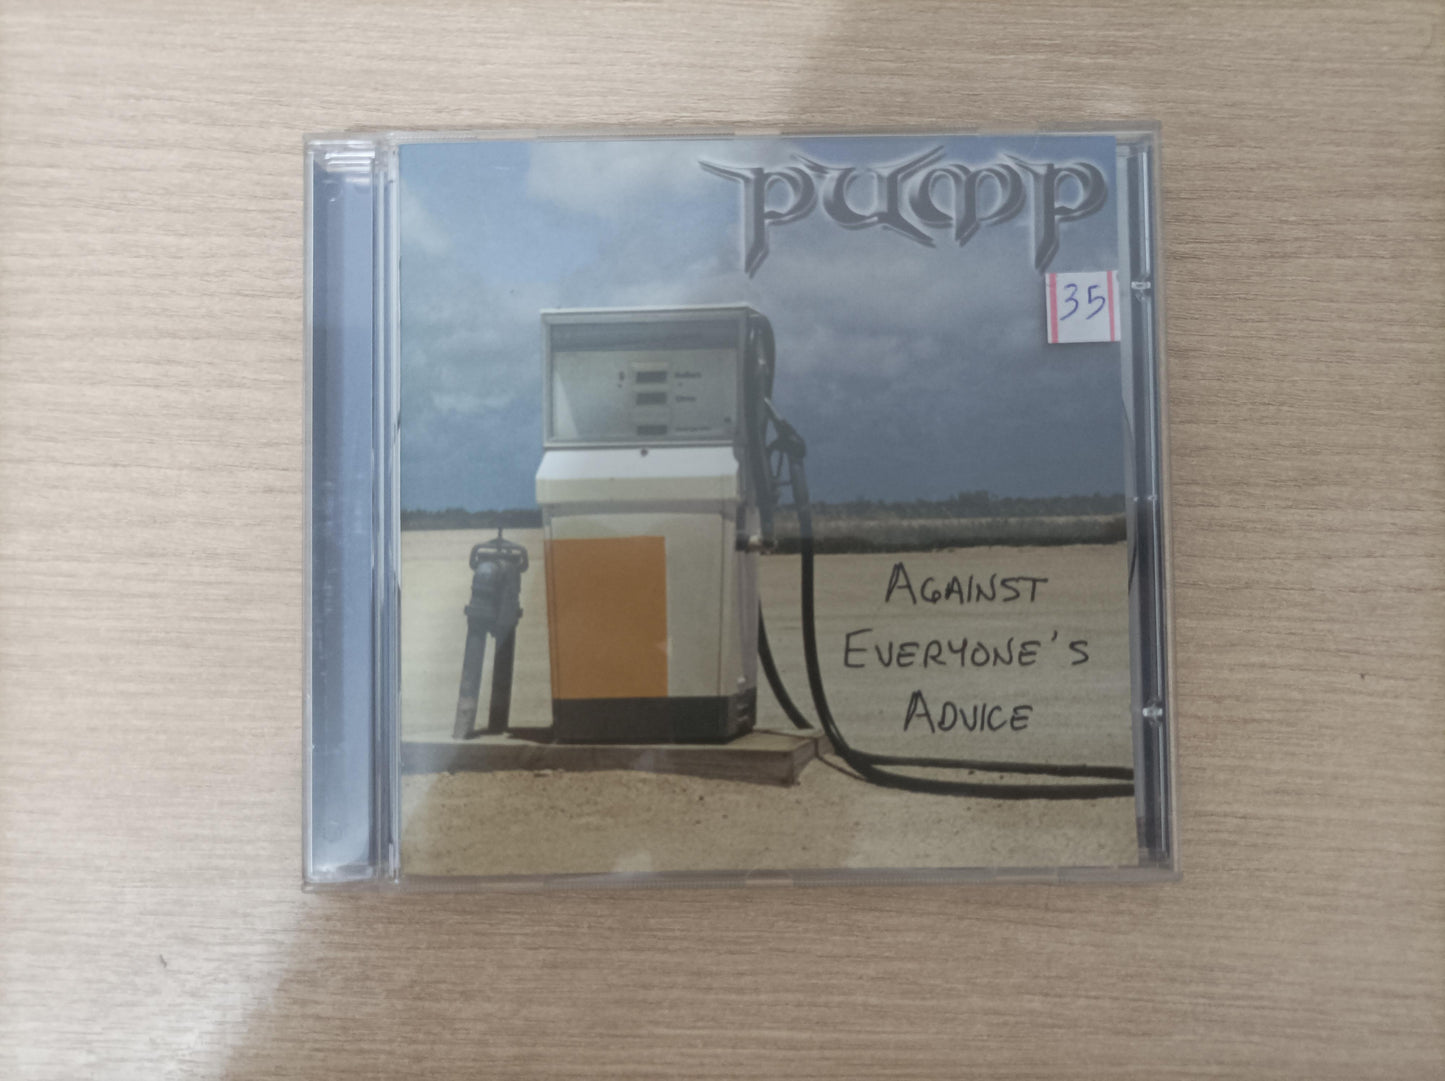 pump
35
AGAINST
EVERYONE'S
ADVICE